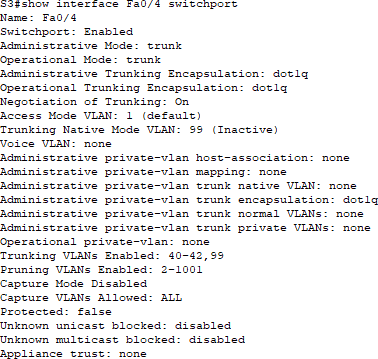 S3#show interface Fa0/4 switchport
Name: Fa0/4
Switchport: Enabled
Administrative Mode: trunk
Operational Mode: trunk
Administrative Trunking Encapsulation: dot1q
Operational Trunking Encapsulation: dot1q
Negotiation of Trunking: On
Access Mode VLAN: 1 (default)
Trunking Native Mode VLAN: 99 (Inactive)
Voice VLAN: none
Administrative private-vlan host-association: none
Administrative private-vlan mapping: none
Administrative private-vlan trunk native VLAN: none
Administrative private-vlan trunk encapsulation: dot1q
Administrative private-vlan trunk normal VLANs: none
Administrative private-vlan trunk private VLANs: none
Operational private-vlan: none
Trunking VLANs Enabled: 40-42,99
Pruning VLANs Enabled: 2-1001
Capture Mode Disabled
Capture VLANs Allowed: ALL
Protected: false
Unknown unicast blocked: disabled
Unknown multicast blocked: disabled
Appliance trust: none